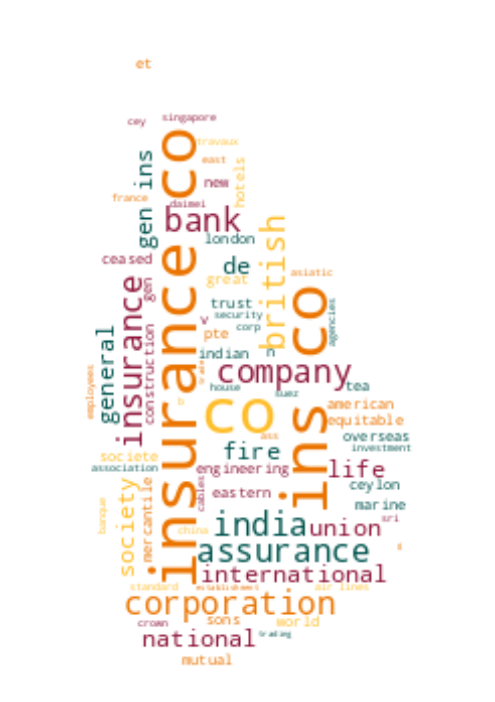 et
cey
singapore
travaux
insurance co
gen ins
east
hotels
new
france
daimei
bank
british
london
ceased
de
asiatic
insurance
gen
great
ins co
trust
agencies
security
v
corp
general
construction
pte
indian
n
company
house
tea
suez
employees
co
american
equitable
ass
overseas
fire
investment
societe
association
engineering
life
society
mercantile
cables
eastern
ceylon
marine
banque
sri
india
union
china
assurance
international
standard
establishment
air lines
corporation
crown
sons
world
national
trading
mutual